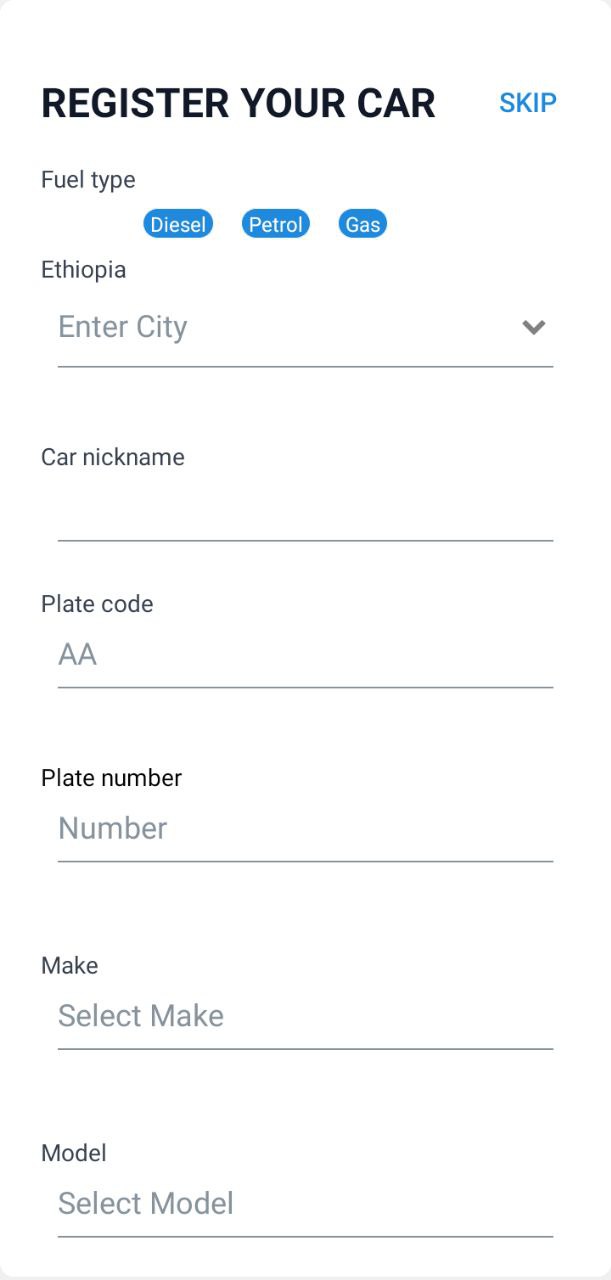 REGISTER YOUR CAR SKIP
Fuel type
Diesel Petrol Gas
Ethiopia
Enter City
Car nickname
Plate code
AA
Plate number
Number
Make
Select Make
Model
Select Model